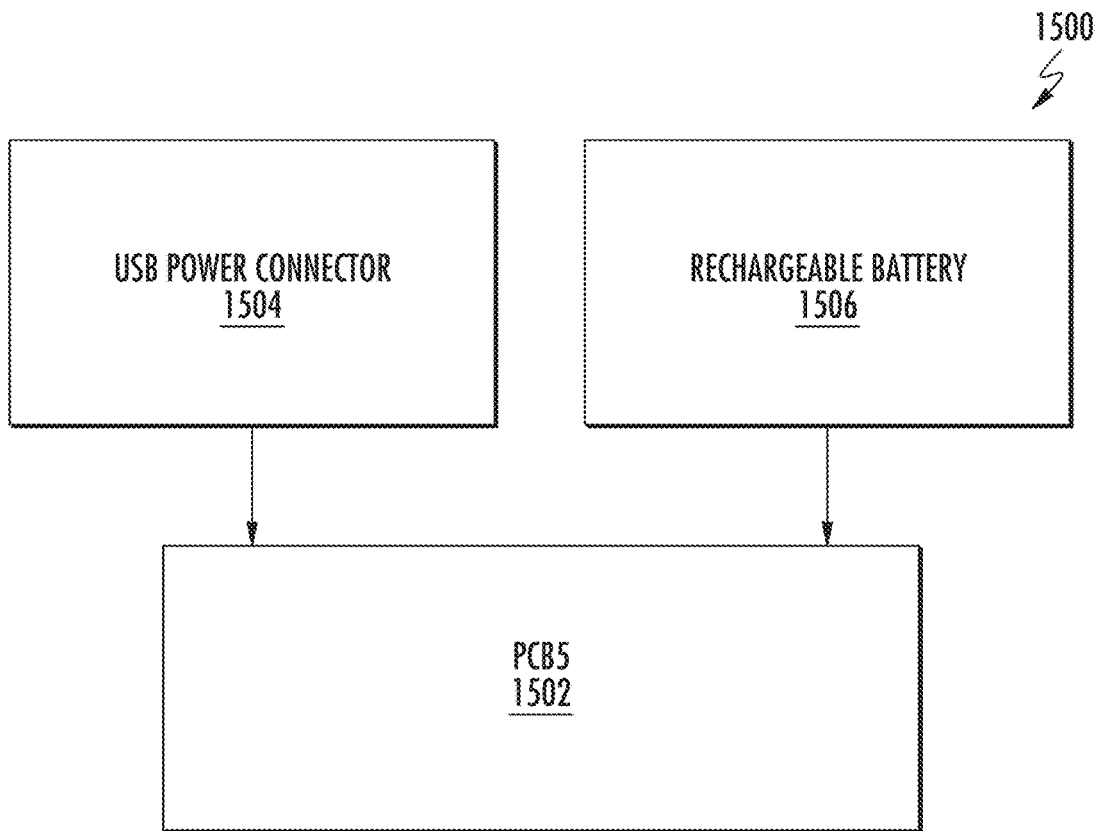 1500
USB POWER CONNECTOR
1504
RECHARGEABLE BATTERY
1506
PCB5
1502